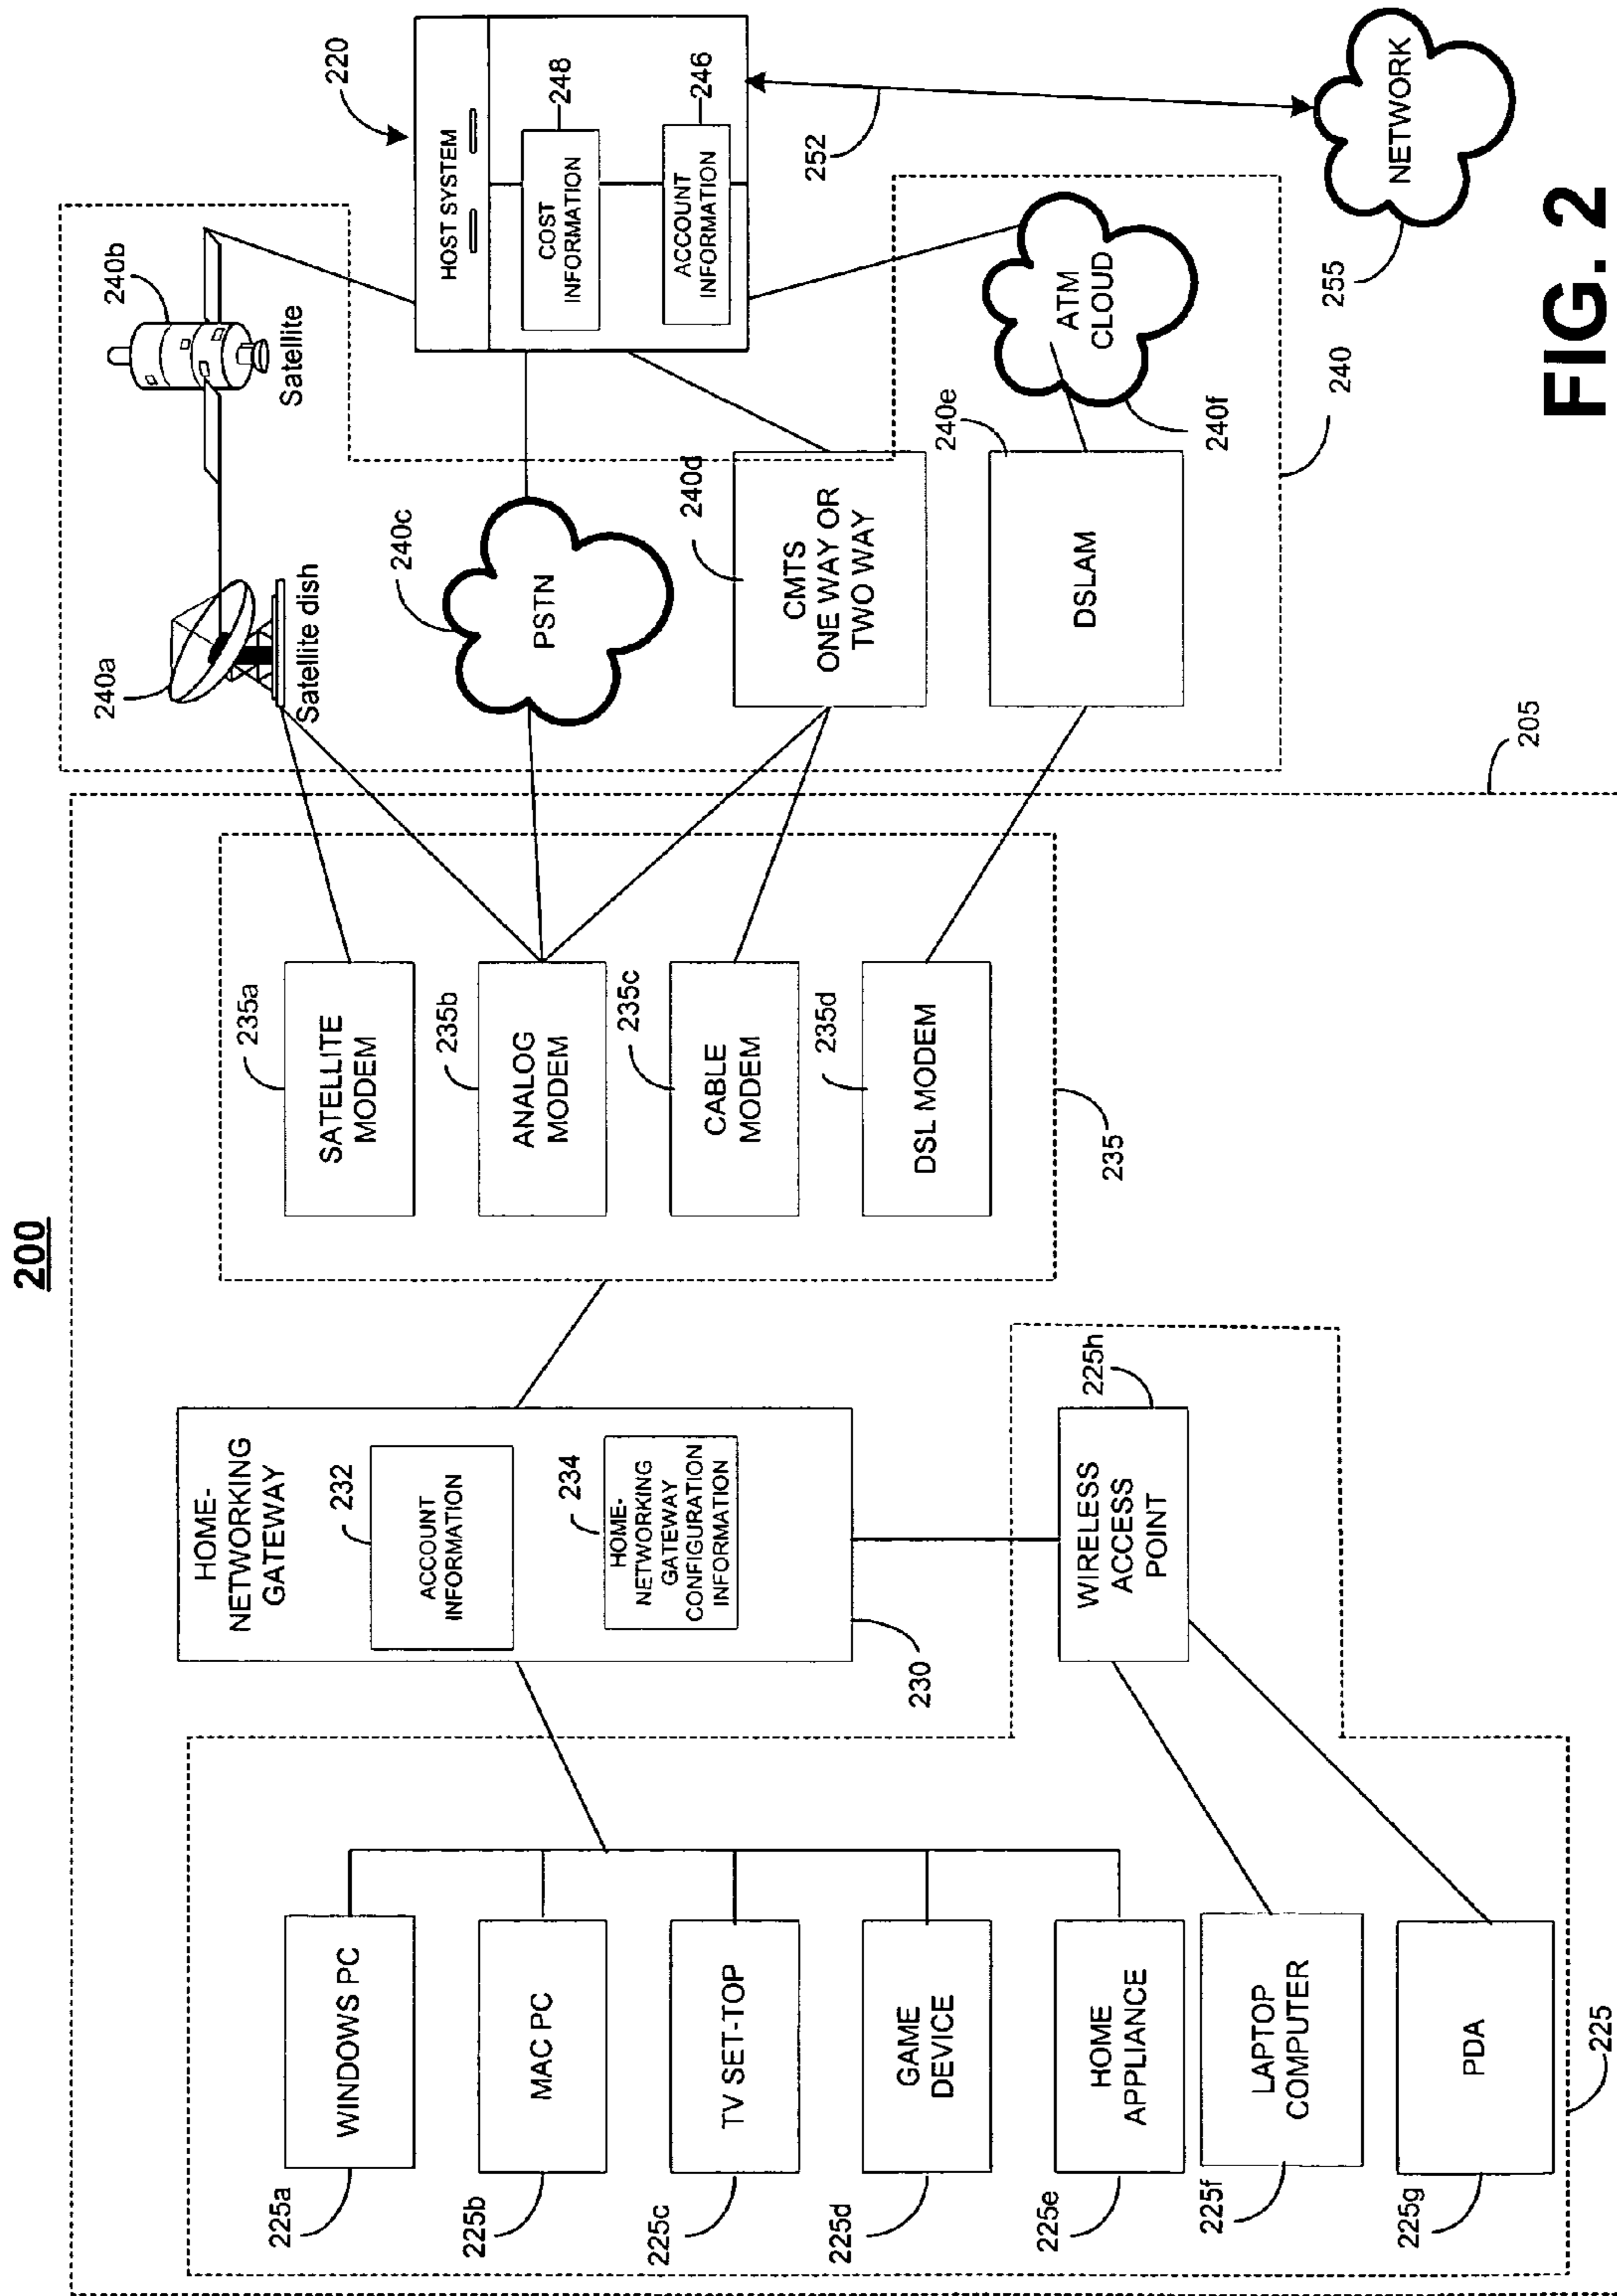 200
WINDOWS PC
225a
MAC PC
225b
TV SET-TOP
225c
GAME
DEVICE
225d
HOME
APPLIANCE
225e
LAPTOP
COMPUTER
225f
PDA
225g
225
HOME-
NETWORKING
GATEWAY
ACCOUNT
INFORMATION
232
HOME-
NETWORKING
GATEWAY
CONFIGURATION
INFORMATION
234
230
WIRELESS
ACCESS
POINT
225h
SATELLITE
MODEM
235a
ANALOG
MODEM
235b
CABLE
MODEM
235c
DSL MODEM
235d
235
205
240a
Satellite dish
240b
Satellite
PSTN
240c
CMTS
ONE WAY OR
TWO WAY
240d
DSLAM
240e
ATM
CLOUD
240f
240
HOST SYSTEM
220
COST
INFORMATION
248
ACCOUNT
INFORMATION
246
252
NETWORK
255
FIG. 2